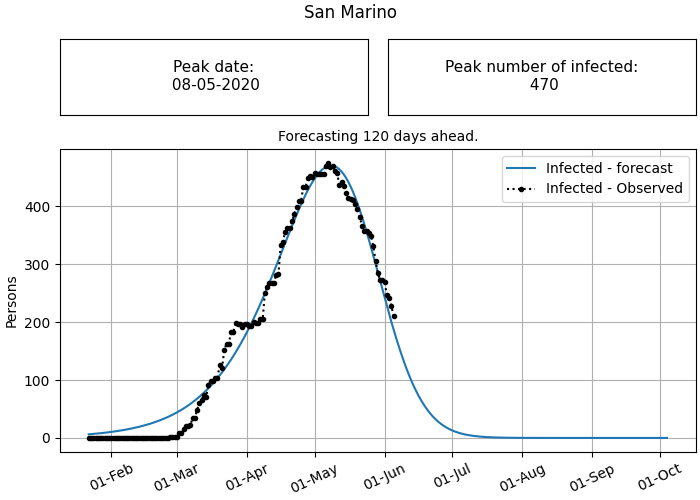 San Marino
Peak date:
08-05-2020
Peak number of infected:
470
Forecasting 120 days ahead.
Infected - forecast
Infected - Observed
Persons
400
300
200
100
0
01-Feb
01-Mar
01-Apr
01-May
01-Jun
01-Jul
01-Aug
01-Sep
01-Oct